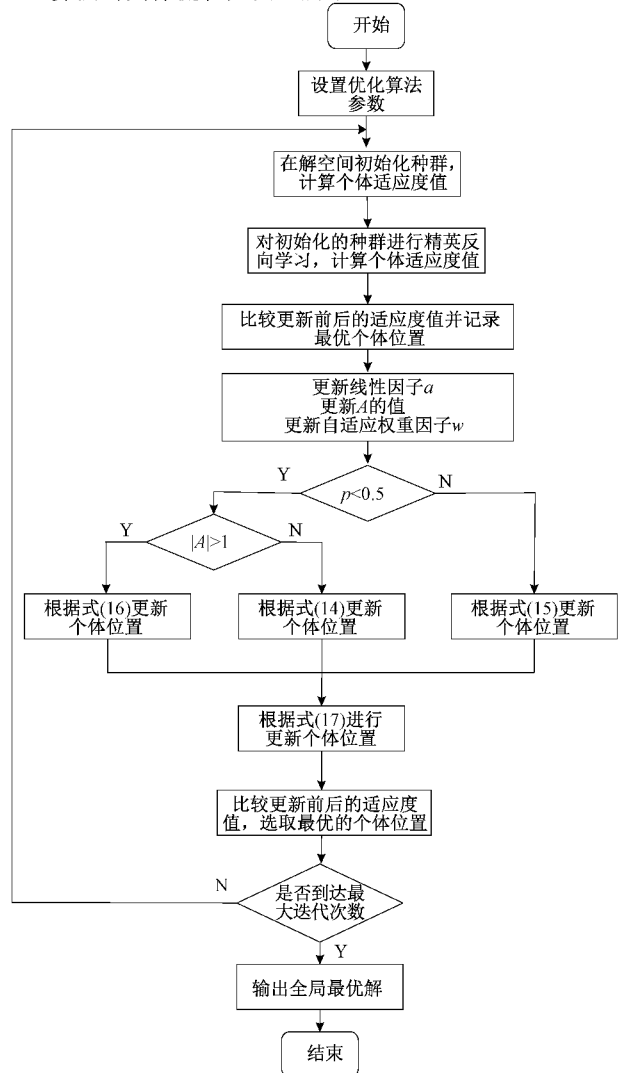 开始
设置优化算法
参数
在解空间初始化种群,
计算个体适应度值
对初始化的种群进行精英反
向学习，计算个体适应度值
比较更新前后的适应度值并记录
最优个体位置
更新线性因子a
更新A的值
更新自适应权重因子w
Y
p<0.5
N
Y
|A|>1
N
根据式(16)更新
个体位置
根据式(14)更新
个体位置
根据式(15)更新
个体位置
根据式(17)进行
更新个体位置
比较更新前后的适应度
值，选取最优的个体位置
N
是否到达最
大迭代次数
Y
输出全局最优解
结束